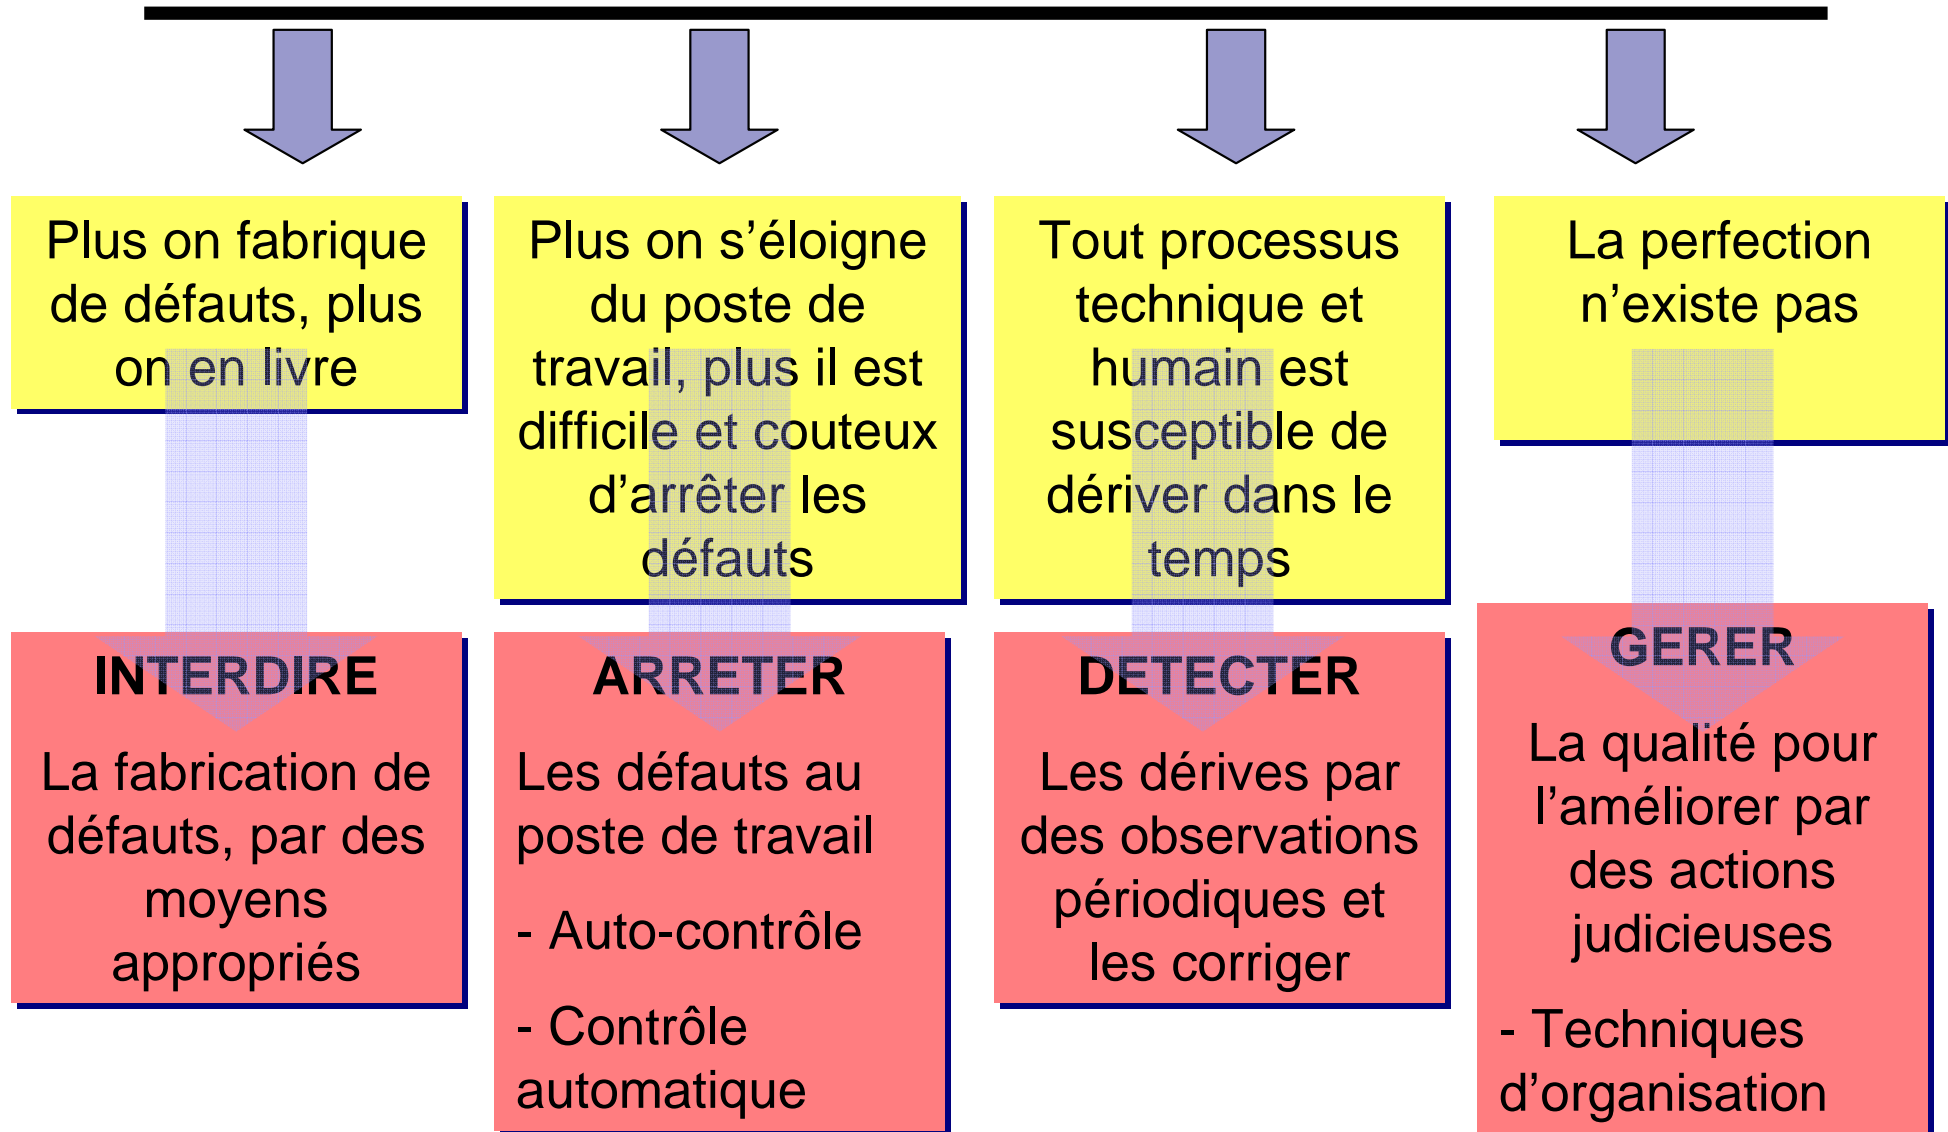 Plus on fabrique
de défauts, plus
on en livre
Plus on s’éloigne
du poste de
travail, plus il est
difficile et couteux
d’arrêter les
défauts
Tout processus
technique et
humain est
susceptible de
dériver dans le
temps
La perfection
n’existe pas
INTERDIRE
La fabrication de
défauts, par des
moyens
appropriés
ARRETER
Les défauts au
poste de travail
- Auto-contrôle
- Contrôle
automatique
DETECTER
Les dérives par
des observations
périodiques et
les corriger
GERER
La qualité pour
l’améliorer par
des actions
judicieuses
- Techniques
d’organisation